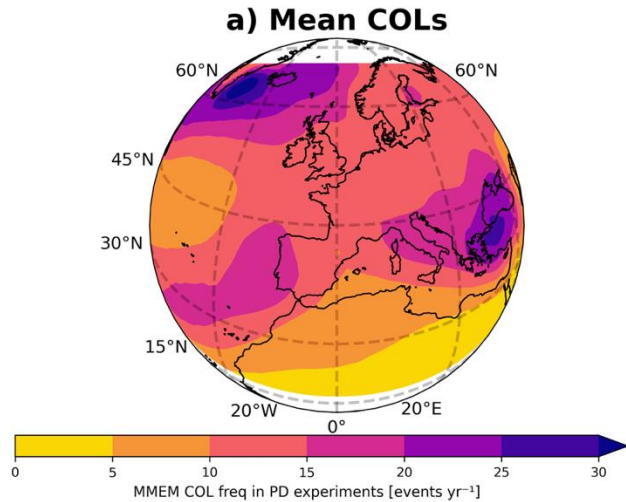 a) Mean COLs
60°N
60°N
45°N
30°N
15°N
20°W
20°E
0°
0 5 10 15 20 25 30
MMEM COL freq in PD experiments [events yr⁻¹]